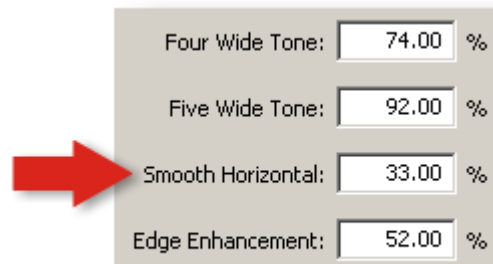 Four Wide Tone: 74.00 %
Five Wide Tone: 92.00 %
Smooth Horizontal: 33.00 %
Edge Enhancement: 52.00 %